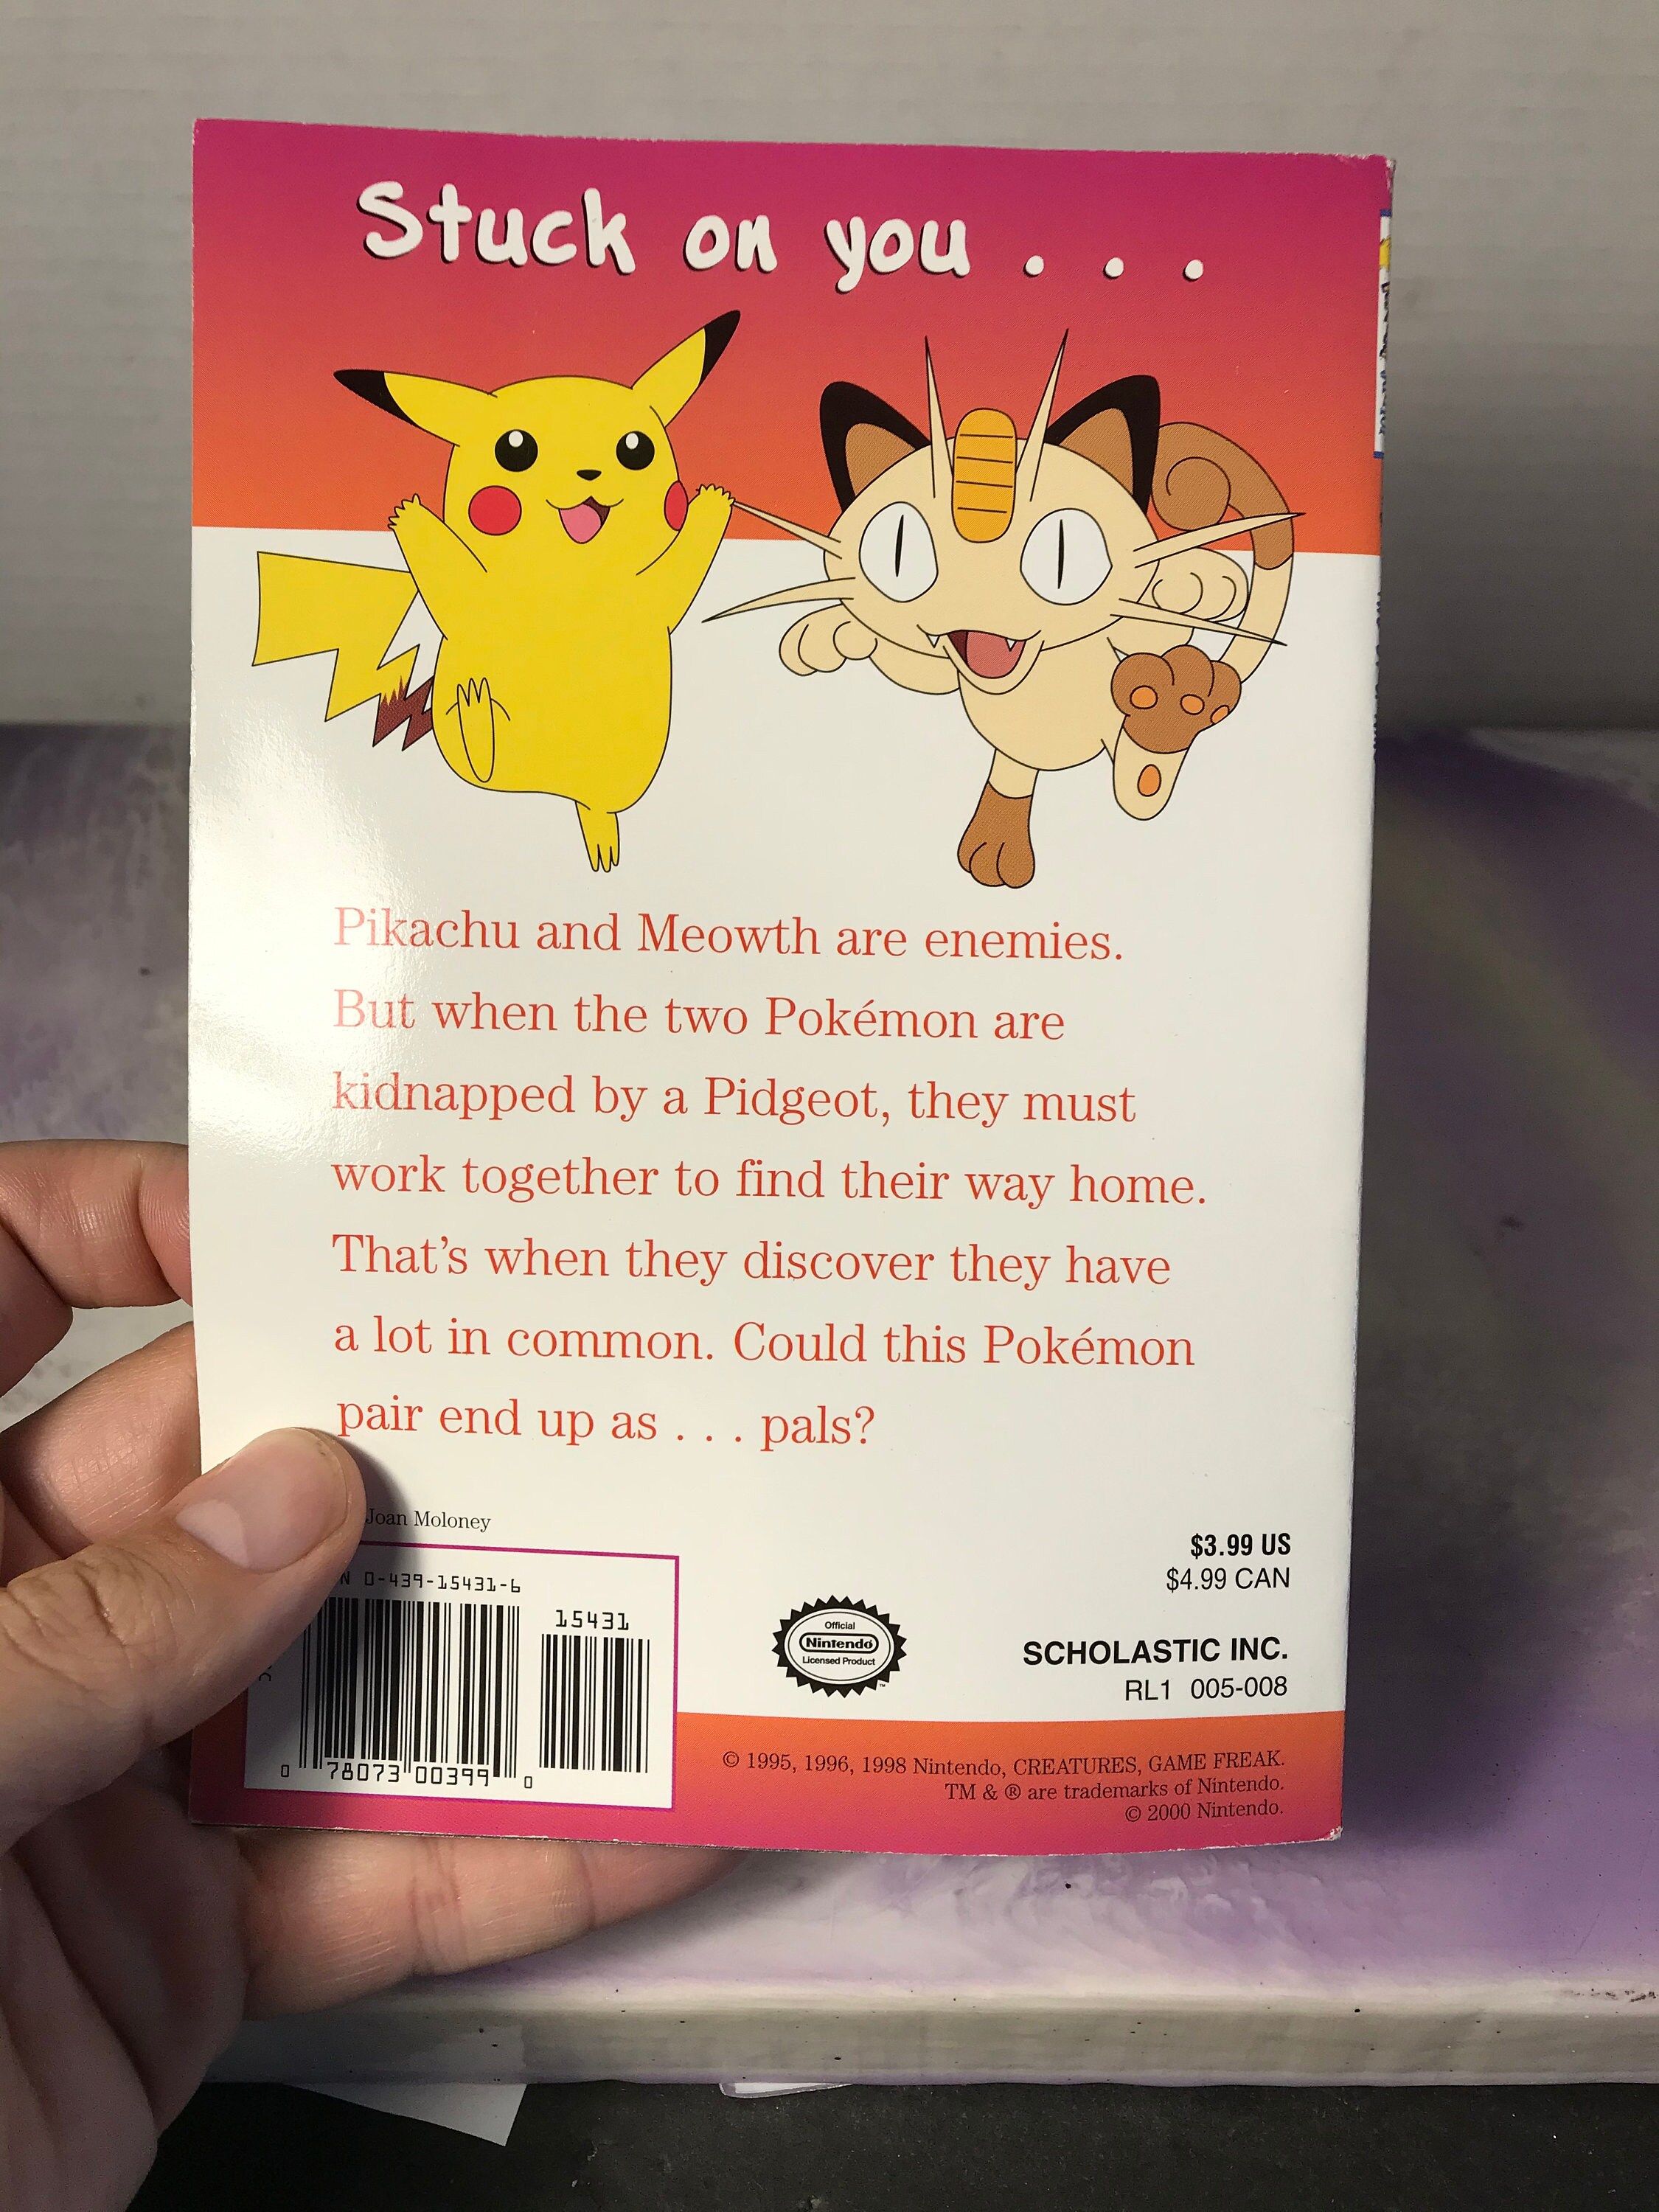 Stuck on you . . .
Pikachu and Meowth are enemies.
But when the two Pokémon are
kidnapped by a Pidgeot, they must
work together to find their way home.
That's when they discover they have
a lot in common. Could this Pokémon
pair end up as . . . pals?
Joan Moloney
N 0-439-15431-6
15431
0 78073 00399 0
Official
Nintendo
Licensed Product
™
$3.99 US
$4.99 CAN
SCHOLASTIC INC.
RL1 005-008
© 1995, 1996, 1998 Nintendo, CREATURES, GAME FREAK.
TM & ® are trademarks of Nintendo.
© 2000 Nintendo.